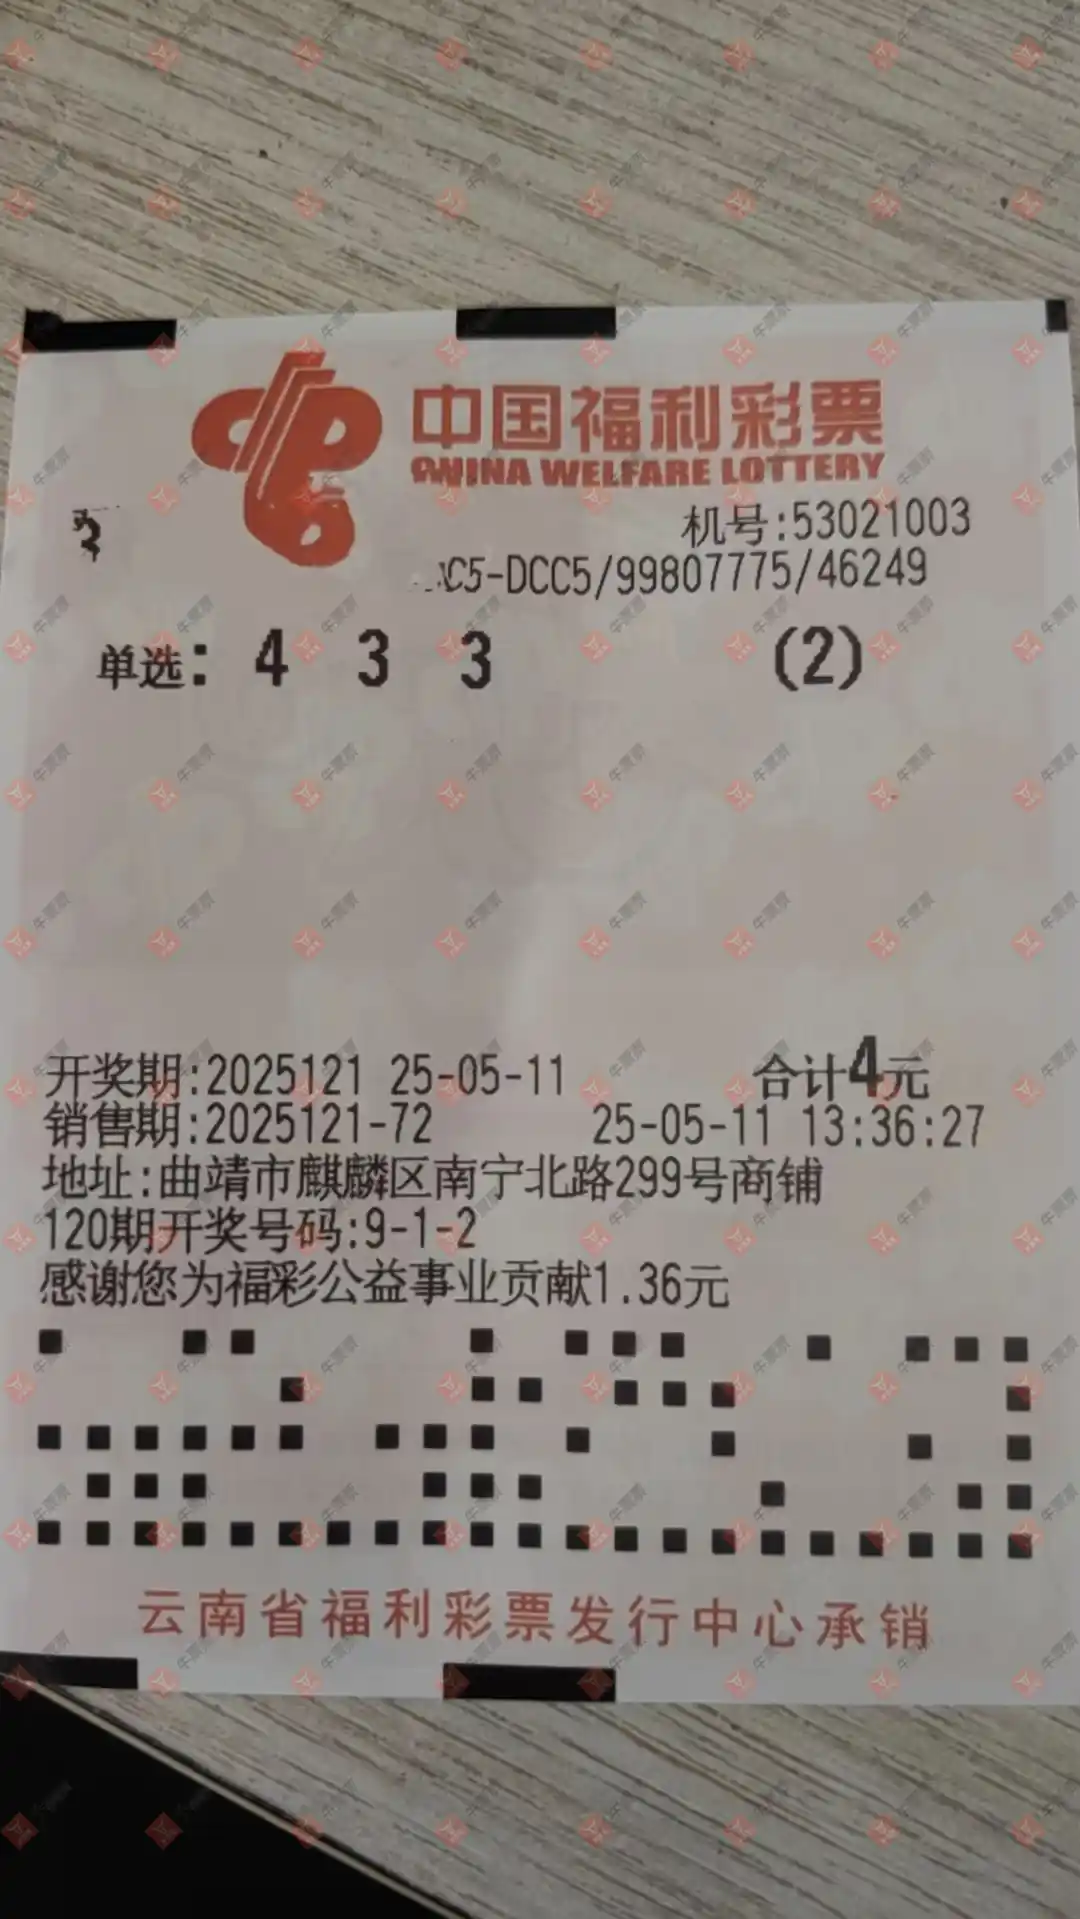 中国福利彩票
CHINA WELFARE LOTTERY
机号:53021003
C5-DCC5/99807775/46249
单选: 4 3 3 (2)
开奖期:2025121 25-05-11 合计4元
销售期:2025121-72 25-05-11 13:36:27
地址:曲靖市麒麟区南宁北路299号商铺
120期开奖号码:9-1-2
感谢您为福彩公益事业贡献1.36元
云南省福利彩票发行中心承销